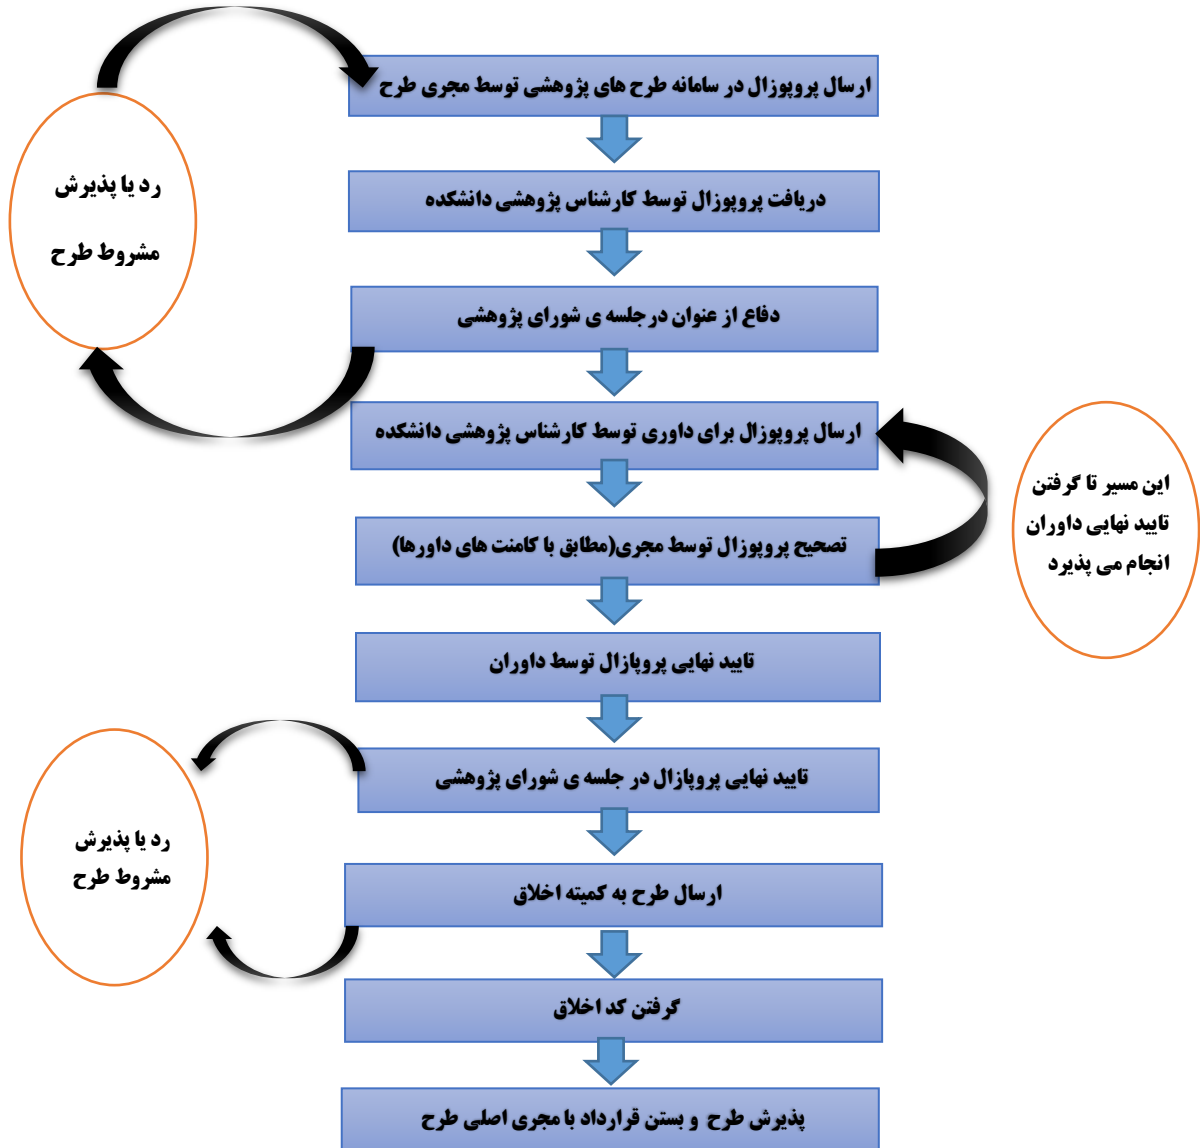 ارسال پروپوزال در سامانه طرح های پژوهشی توسط مجری طرح
دریافت پروپوزال توسط کارشناس پژوهشی دانشکده
رد یا پذیرش
مشروط طرح
دفاع از عنوان درجلسه ی شورای پژوهشی
ارسال پروپوزال برای داوری توسط کارشناس پژوهشی دانشکده
این مسیر تا گرفتن
تایید نهایی داوران
انجام می پذیرد
تصحیح پروپوزال توسط مجری(مطابق با کامنت های داورها)
تایید نهایی پروپازال توسط داوران
تایید نهایی پروپازال در جلسه ی شورای پژوهشی
رد یا پذیرش
مشروط طرح
ارسال طرح به کمیته اخلاق
گرفتن کد اخلاق
پذیرش طرح و بستن قرارداد با مجری اصلی طرح